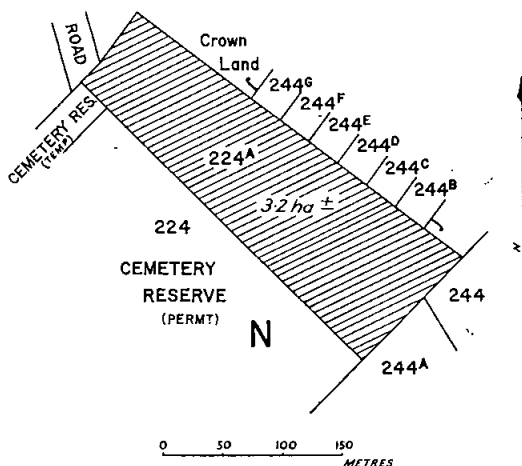 ROAD
Crown
Land
CEMETERY RES.
(TEMP)
244G
244F
244E
244D
244C
244B
224A
3·2 ha ±
224
CEMETERY
RESERVE
(PERMT)
N
244
244A
N
0 50 100 150
METRES